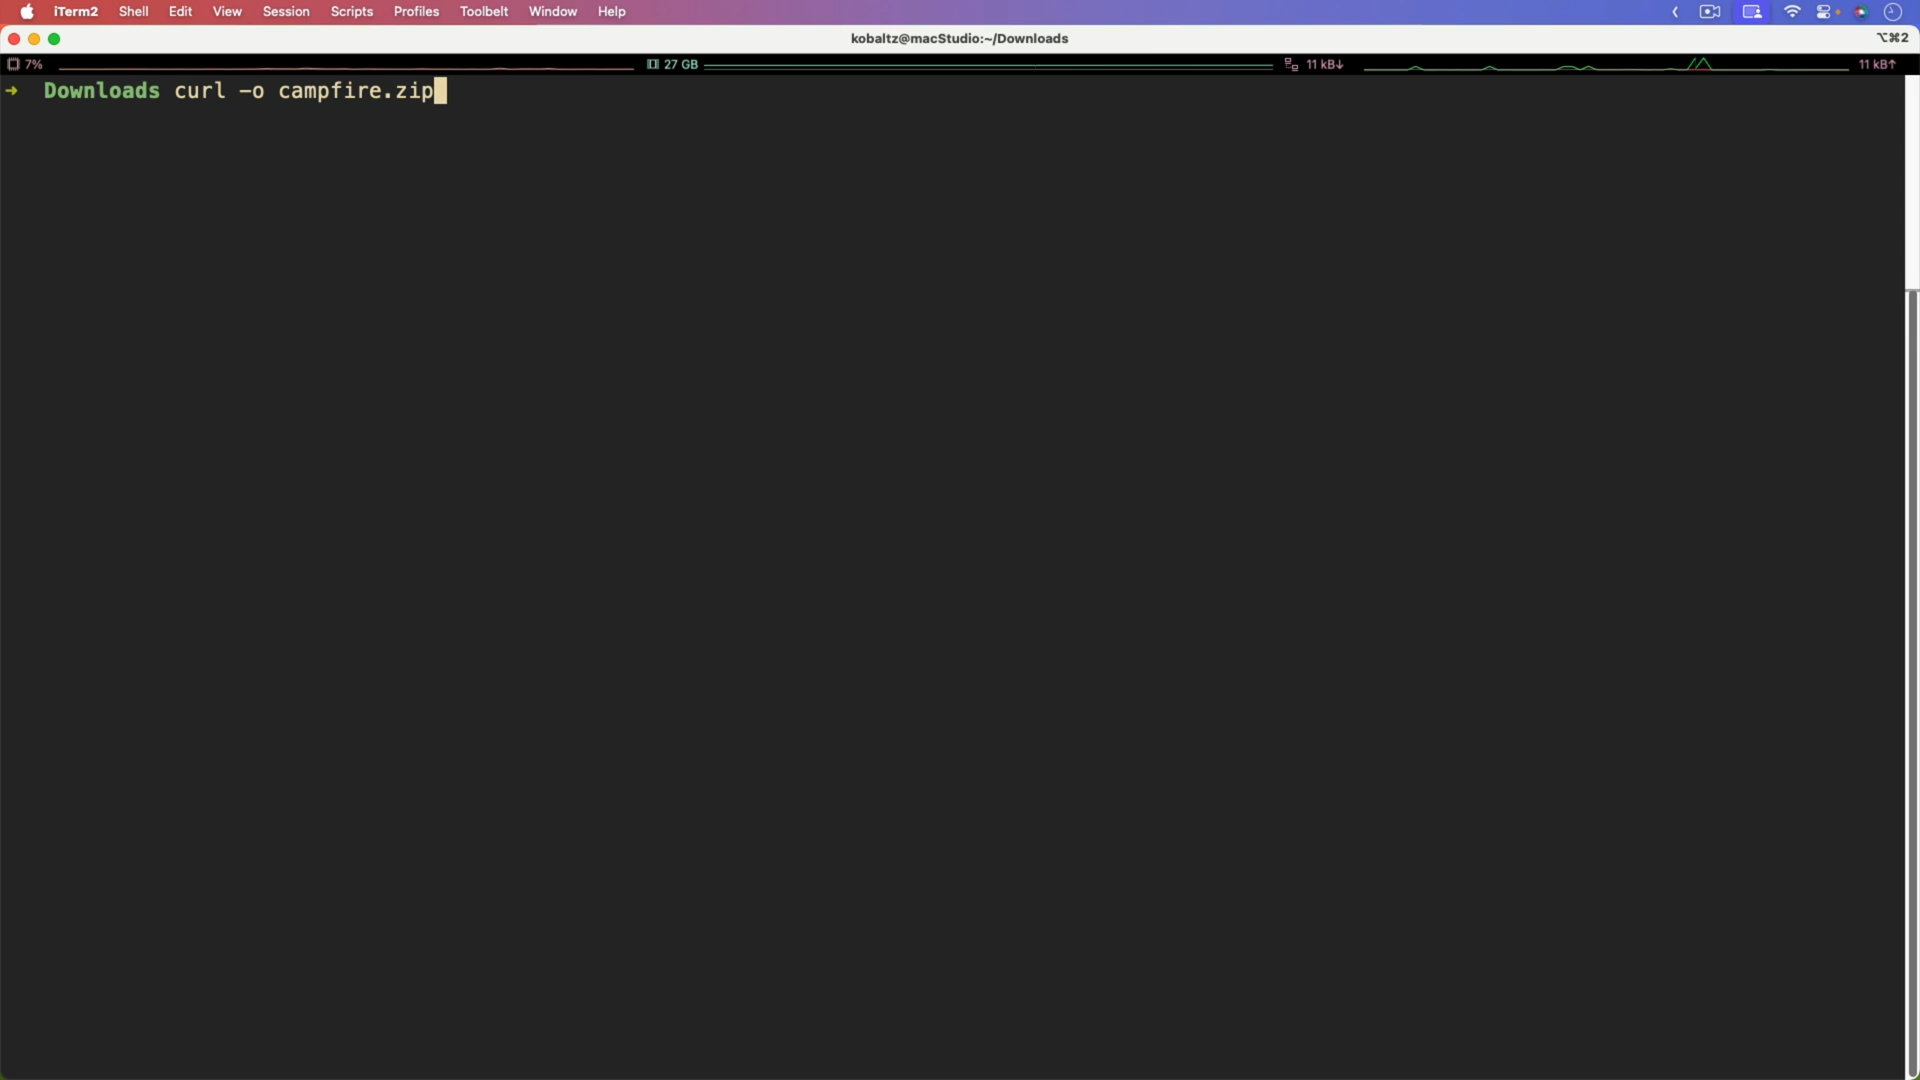 iTerm2 Shell Edit View Session Scripts Profiles Toolbelt Window Help
kobaltz@macStudio:~/Downloads ⌥⌘2
7% 27 GB 11 kB↓ 11 kB↑
➜ Downloads curl -o campfire.zip